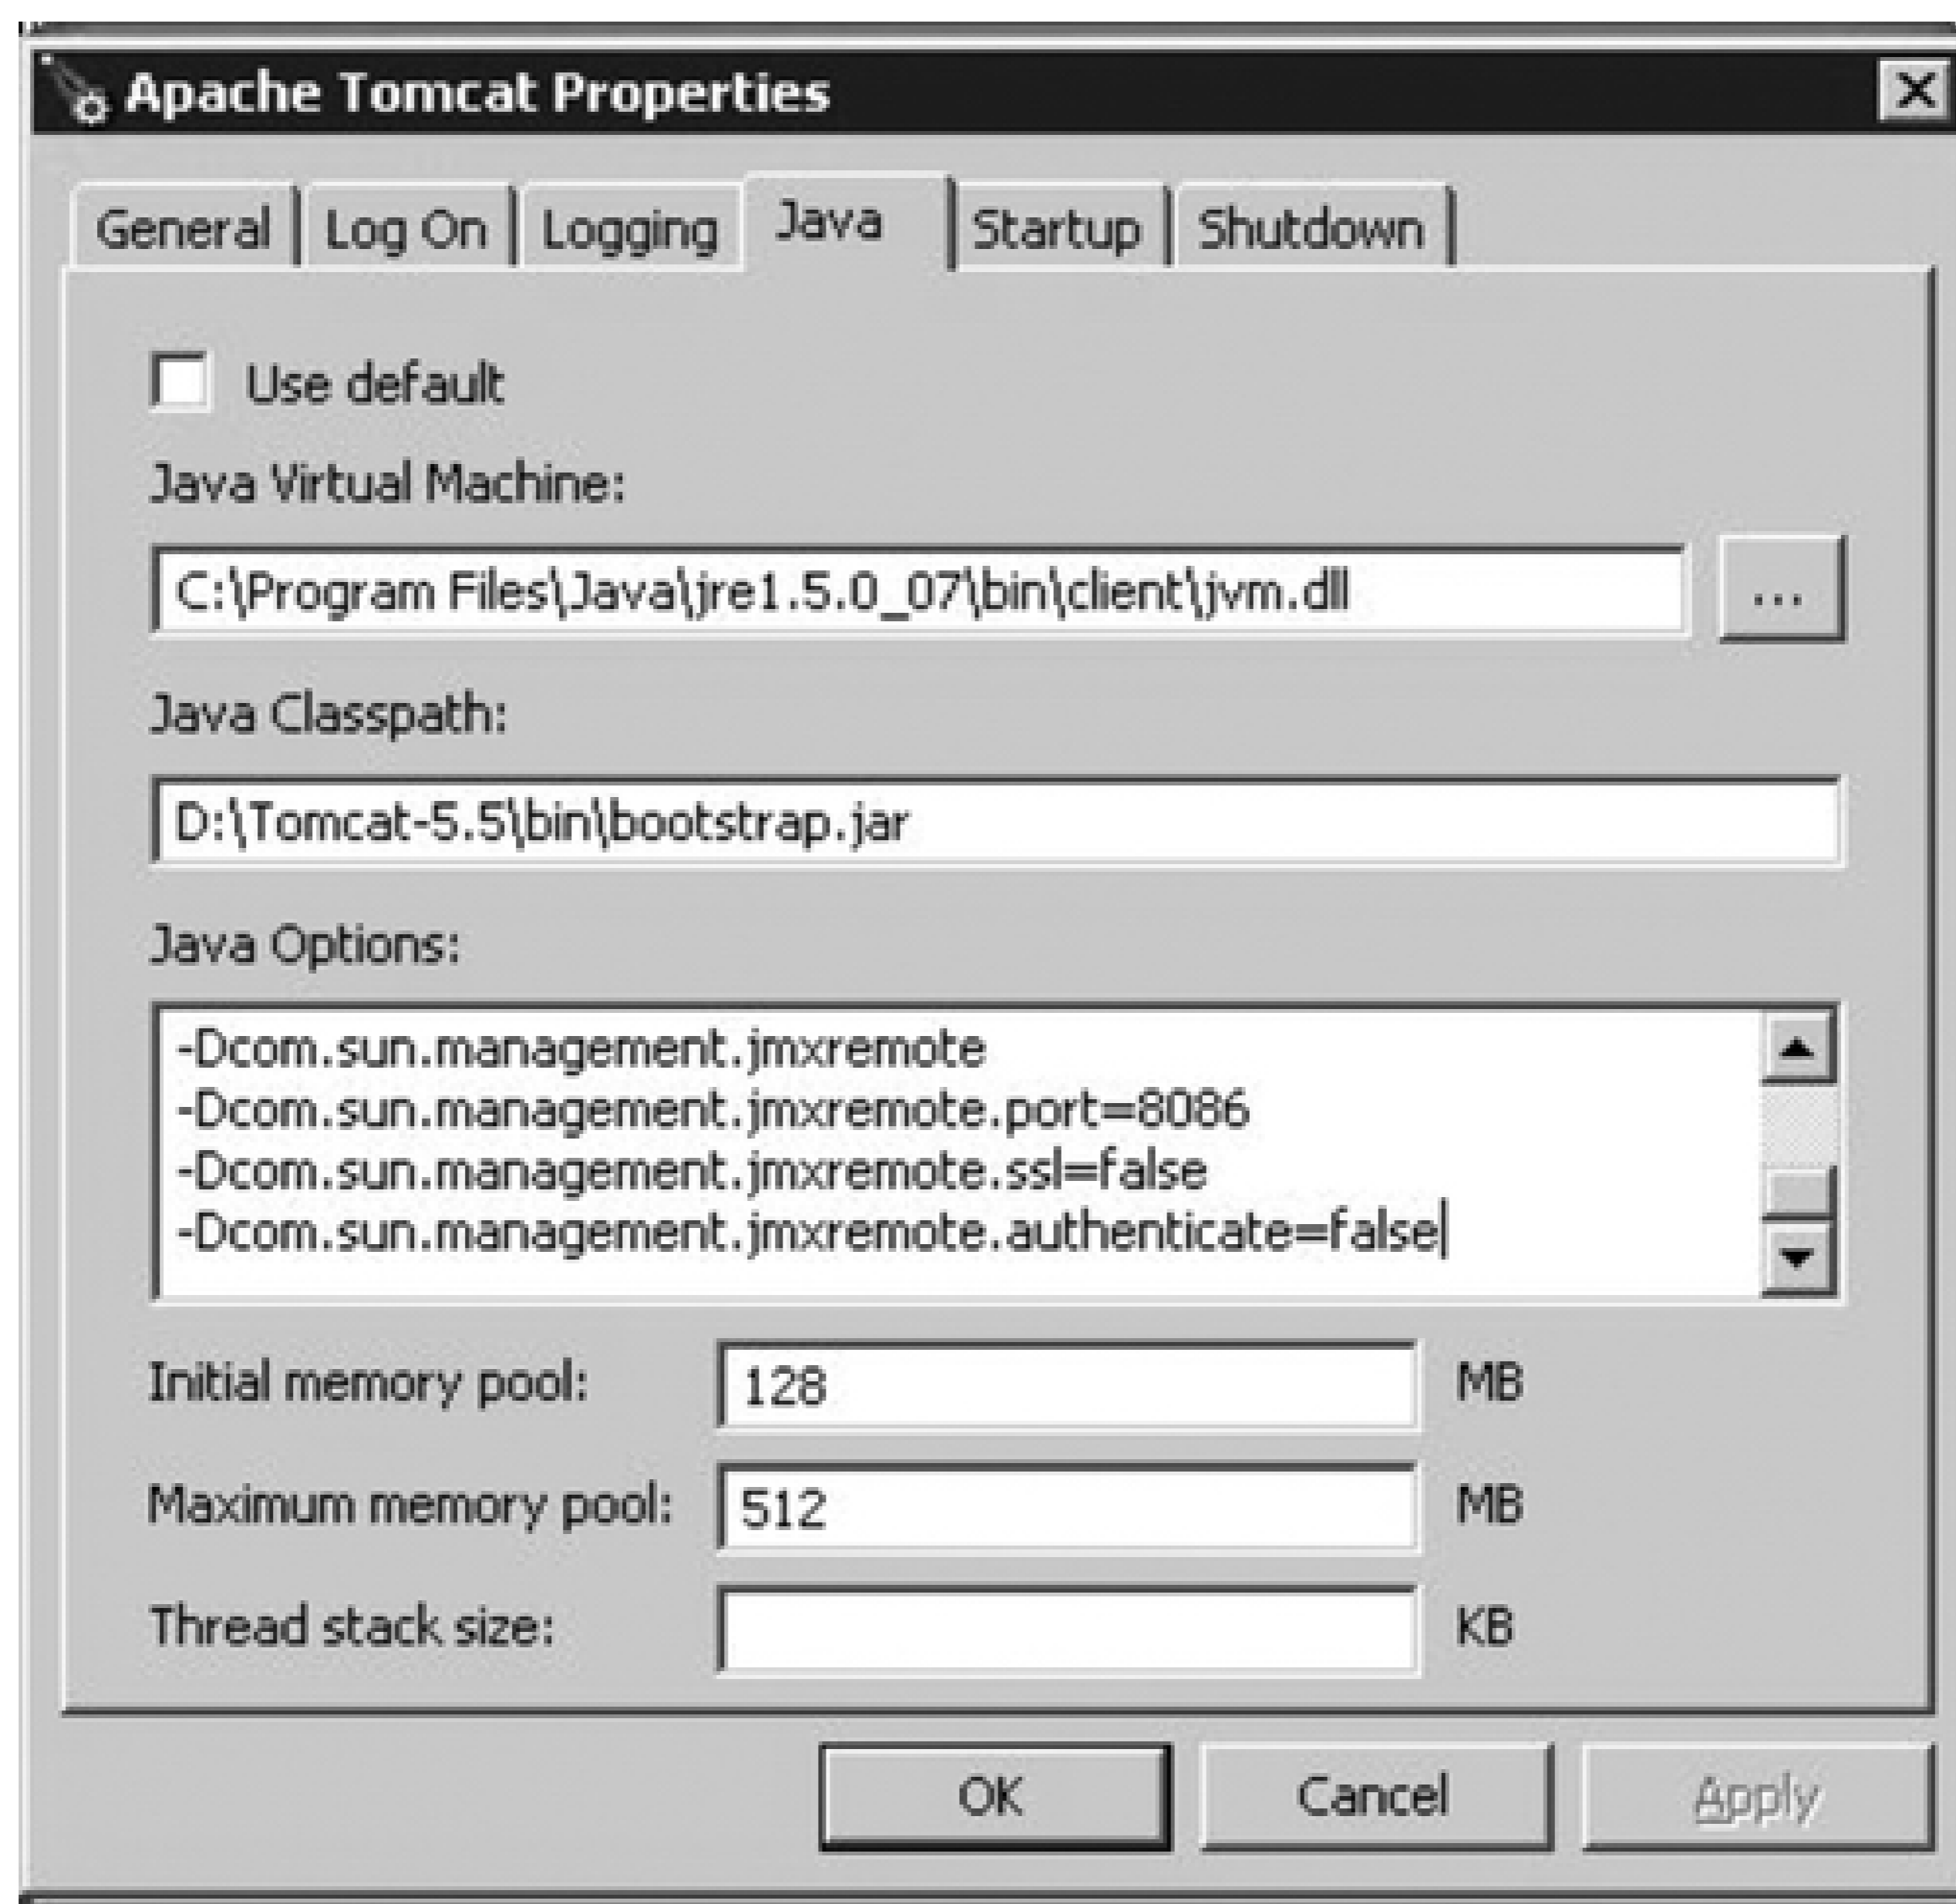 Apache Tomcat Properties
General Log On Logging Java Startup Shutdown
Use default
Java Virtual Machine:
C:\Program Files\Java\jre1.5.0_07\bin\client\jvm.dll ...
Java Classpath:
D:\Tomcat-5.5\bin\bootstrap.jar
Java Options:
-Dcom.sun.management.jmxremote
-Dcom.sun.management.jmxremote.port=8086
-Dcom.sun.management.jmxremote.ssl=false
-Dcom.sun.management.jmxremote.authenticate=false
Initial memory pool: 128 MB
Maximum memory pool: 512 MB
Thread stack size: KB
OK Cancel Apply